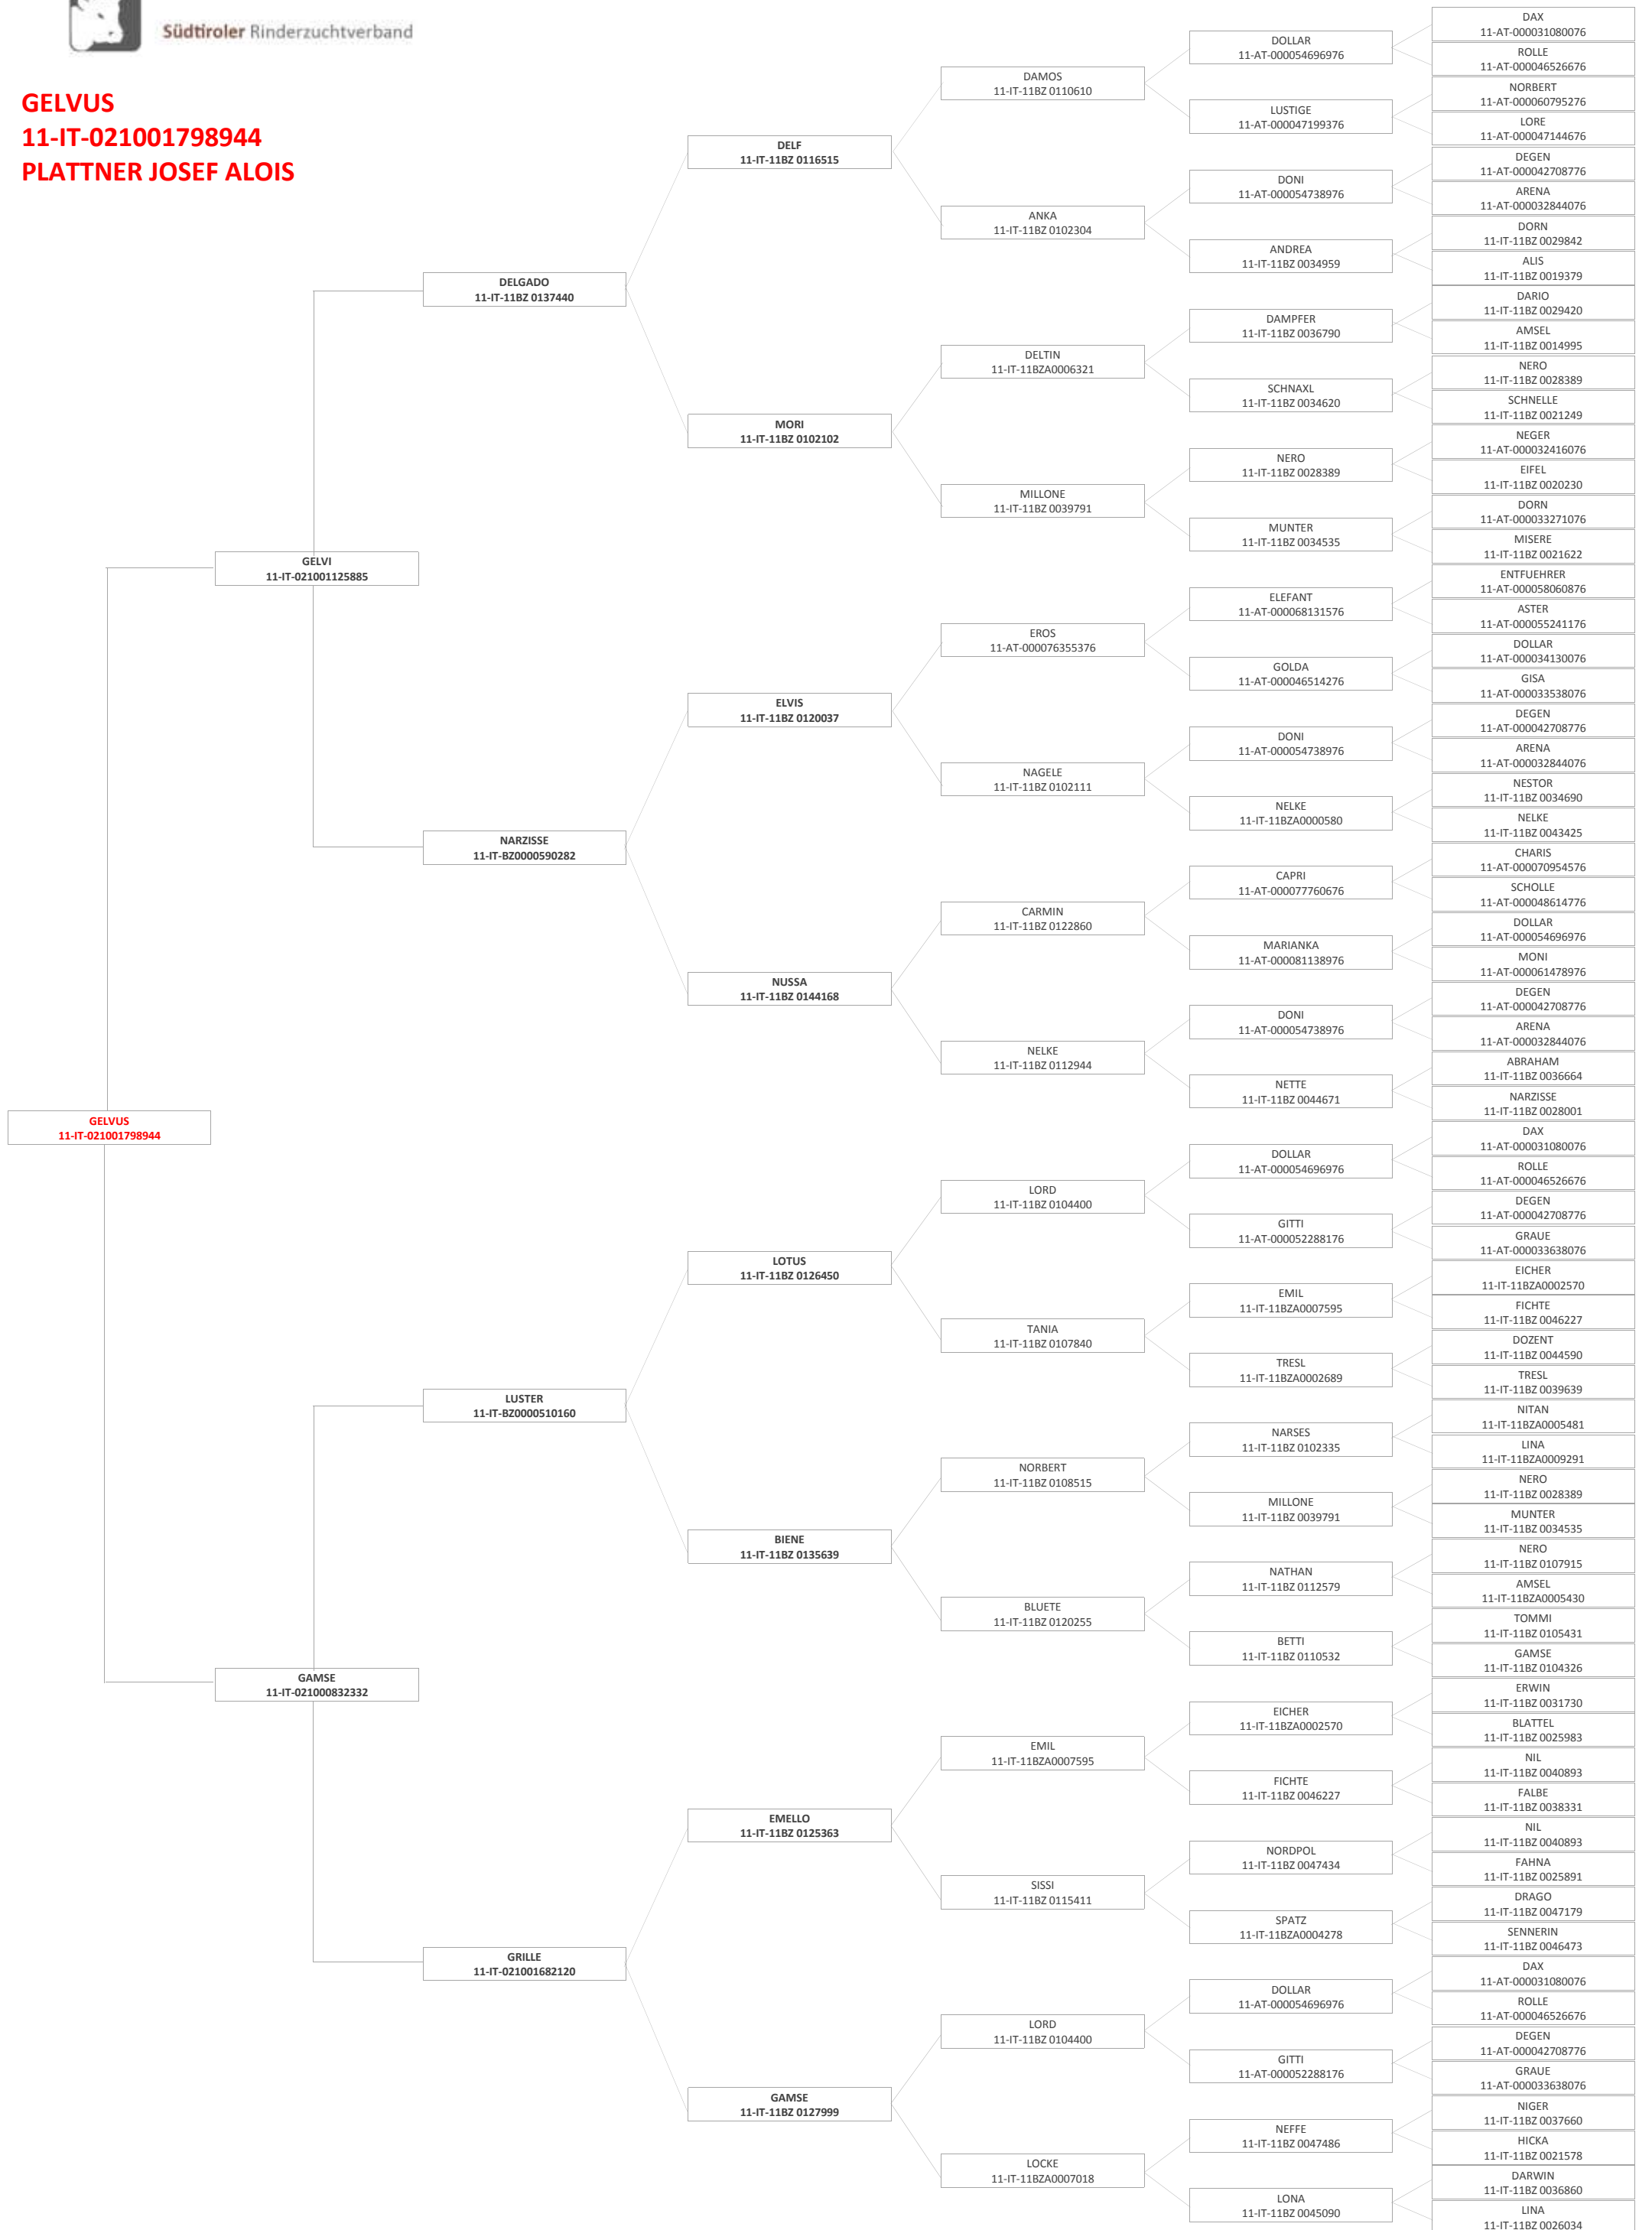 Südtiroler Rinderzuchtverband
GELVUS
11-IT-021001798944
PLATTNER JOSEF ALOIS
GELVUS
11-IT-021001798944
GELVI
11-IT-021001125885
GAMSE
11-IT-021000832332
DELGADO
11-IT-11BZ 0137440
NARZISSE
11-IT-BZ0000590282
LUSTER
11-IT-BZ0000510160
GRILLE
11-IT-021001682120
DELF
11-IT-11BZ 0116515
MORI
11-IT-11BZ 0102102
ELVIS
11-IT-11BZ 0120037
NUSSA
11-IT-11BZ 0144168
LOTUS
11-IT-11BZ 0126450
BIENE
11-IT-11BZ 0135639
EMELLO
11-IT-11BZ 0125363
GAMSE
11-IT-11BZ 0127999
DAMOS
11-IT-11BZ 0110610
ANKA
11-IT-11BZ 0102304
DELTIN
11-IT-11BZA0006321
MILLONE
11-IT-11BZ 0039791
EROS
11-AT-000076355376
NAGELE
11-IT-11BZ 0102111
CARMIN
11-IT-11BZ 0122860
NELKE
11-IT-11BZ 0112944
LORD
11-IT-11BZ 0104400
TANIA
11-IT-11BZ 0107840
NORBERT
11-IT-11BZ 0108515
BLUETE
11-IT-11BZ 0120255
EMIL
11-IT-11BZA0007595
SISSI
11-IT-11BZ 0115411
LORD
11-IT-11BZ 0104400
LOCKE
11-IT-11BZA0007018
DOLLAR
11-AT-000054696976
LUSTIGE
11-AT-000047199376
DONI
11-AT-000054738976
ANDREA
11-IT-11BZ 0034959
DAMPFER
11-IT-11BZ 0036790
SCHNAXL
11-IT-11BZ 0034620
NERO
11-IT-11BZ 0028389
MUNTER
11-IT-11BZ 0034535
ELEFANT
11-AT-000068131576
GOLDA
11-AT-000046514276
DONI
11-AT-000054738976
NELKE
11-IT-11BZA0000580
CAPRI
11-AT-000077760676
MARIANKA
11-AT-000081138976
DONI
11-AT-000054738976
NETTE
11-IT-11BZ 0044671
DOLLAR
11-AT-000054696976
GITTI
11-AT-000052288176
EMIL
11-IT-11BZA0007595
TRESL
11-IT-11BZA0002689
NARSES
11-IT-11BZ 0102335
MILLONE
11-IT-11BZ 0039791
NATHAN
11-IT-11BZ 0112579
BETTI
11-IT-11BZ 0110532
EICHER
11-IT-11BZA0002570
FICHTE
11-IT-11BZ 0046227
NORDPOL
11-IT-11BZ 0047434
SPATZ
11-IT-11BZA0004278
DOLLAR
11-AT-000054696976
GITTI
11-AT-000052288176
NEFFE
11-IT-11BZ 0047486
LONA
11-IT-11BZ 0045090
DAX
11-AT-000031080076
ROLLE
11-AT-000046526676
NORBERT
11-AT-000060795276
LORE
11-AT-000047144676
DEGEN
11-AT-000042708776
ARENA
11-AT-000032844076
DORN
11-IT-11BZ 0029842
ALIS
11-IT-11BZ 0019379
DARIO
11-IT-11BZ 0029420
AMSEL
11-IT-11BZ 0014995
NERO
11-IT-11BZ 0028389
SCHNELLE
11-IT-11BZ 0021249
NEGER
11-AT-000032416076
EIFEL
11-IT-11BZ 0020230
DORN
11-AT-000033271076
MISERE
11-IT-11BZ 0021622
ENTFUEHRER
11-AT-000058060876
ASTER
11-AT-000055241176
DOLLAR
11-AT-000034130076
GISA
11-AT-000033538076
DEGEN
11-AT-000042708776
ARENA
11-AT-000032844076
NESTOR
11-IT-11BZ 0034690
NELKE
11-IT-11BZ 0043425
CHARIS
11-AT-000070954576
SCHOLLE
11-AT-000048614776
DOLLAR
11-AT-000054696976
MONI
11-AT-000061478976
DEGEN
11-AT-000042708776
ARENA
11-AT-000032844076
ABRAHAM
11-IT-11BZ 0036664
NARZISSE
11-IT-11BZ 0028001
DAX
11-AT-000031080076
ROLLE
11-AT-000046526676
DEGEN
11-AT-000042708776
GRAUE
11-AT-000033638076
EICHER
11-IT-11BZA0002570
FICHTE
11-IT-11BZ 0046227
DOZENT
11-IT-11BZ 0044590
TRESL
11-IT-11BZ 0039639
NITAN
11-IT-11BZA0005481
LINA
11-IT-11BZA0009291
NERO
11-IT-11BZ 0028389
MUNTER
11-IT-11BZ 0034535
NERO
11-IT-11BZ 0107915
AMSEL
11-IT-11BZA0005430
TOMMI
11-IT-11BZ 0105431
GAMSE
11-IT-11BZ 0104326
ERWIN
11-IT-11BZ 0031730
BLATTEL
11-IT-11BZ 0025983
NIL
11-IT-11BZ 0040893
FALBE
11-IT-11BZ 0038331
NIL
11-IT-11BZ 0040893
FAHNA
11-IT-11BZ 0025891
DRAGO
11-IT-11BZ 0047179
SENNERIN
11-IT-11BZ 0046473
DAX
11-AT-000031080076
ROLLE
11-AT-000046526676
DEGEN
11-AT-000042708776
GRAUE
11-AT-000033638076
NIGER
11-IT-11BZ 0037660
HICKA
11-IT-11BZ 0021578
DARWIN
11-IT-11BZ 0036860
LINA
11-IT-11BZ 0026034